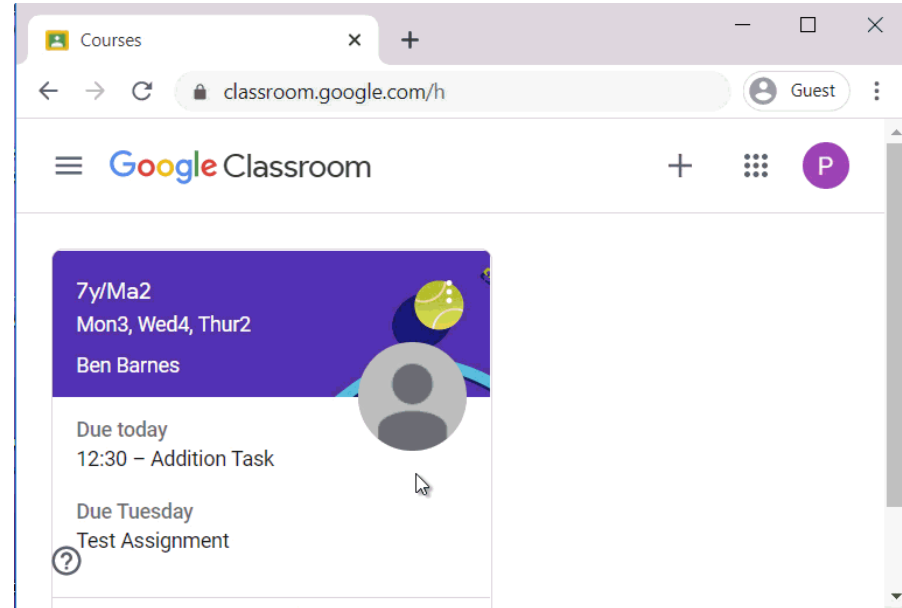 Courses
classroom.google.com/h
Guest
Google Classroom
P
7y/Ma2
Mon3, Wed4, Thur2
Ben Barnes
Due today
12:30 – Addition Task
Due Tuesday
Test Assignment